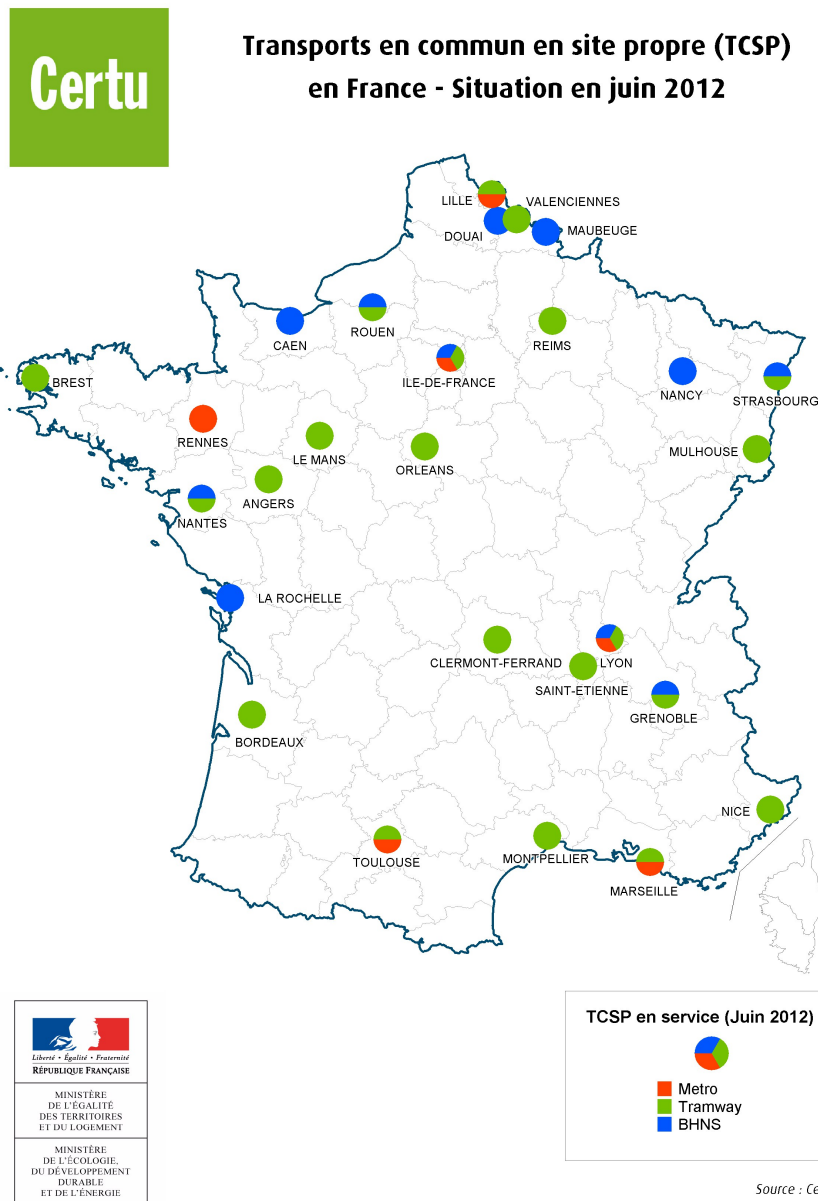 Certu
Transports en commun en site propre (TCSP)
en France - Situation en juin 2012
LILLE
VALENCIENNES
DOUAI
MAUBEUGE
CAEN
ROUEN
REIMS
ILE-DE-FRANCE
NANCY
STRASBOURG
BREST
RENNES
LE MANS
ORLEANS
MULHOUSE
ANGERS
NANTES
LA ROCHELLE
CLERMONT-FERRAND
LYON
SAINT-ETIENNE
GRENOBLE
BORDEAUX
NICE
TOULOUSE
MONTPELLIER
MARSEILLE
Liberté • Égalité • Fraternité
RÉPUBLIQUE FRANÇAISE
MINISTÈRE
DE L'ÉGALITÉ
DES TERRITOIRES
ET DU LOGEMENT
MINISTÈRE
DE L'ÉCOLOGIE,
DU DÉVELOPPEMENT
DURABLE
ET DE L'ÉNERGIE
TCSP en service (Juin 2012)
Metro
Tramway
BHNS
Source : Ce